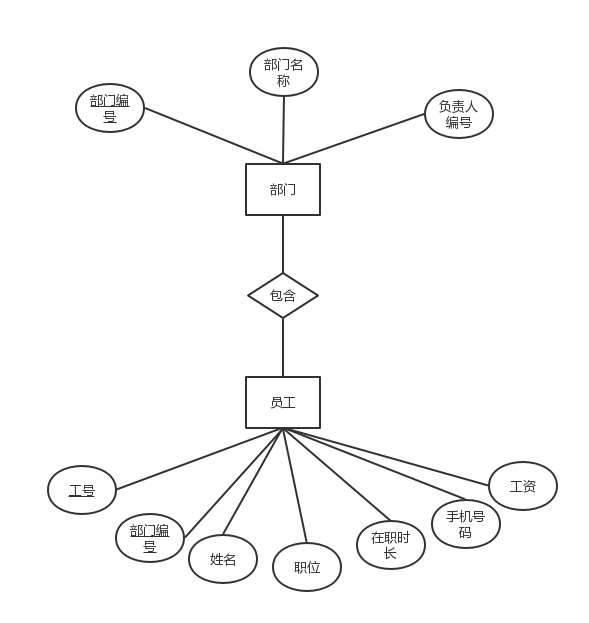 部门名
称
部门编
号
负责人
编号
部门
包含
员工
工号
部门编
号
姓名
职位
在职时
长
手机号
码
工资